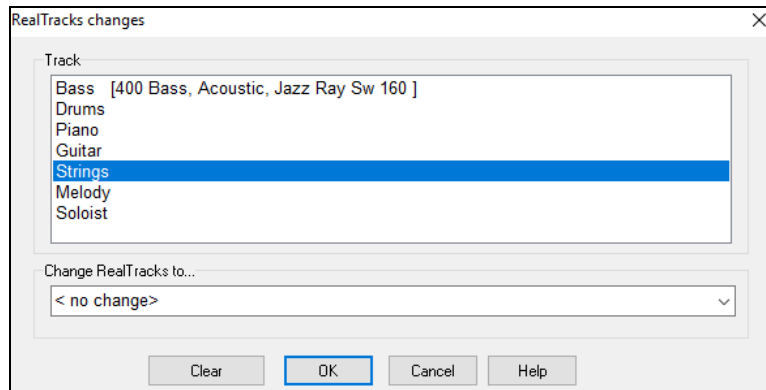 RealTracks changes
Track
Bass [400 Bass, Acoustic, Jazz Ray Sw 160 ]
Drums
Piano
Guitar
Strings
Melody
Soloist
Change RealTracks to...
< no change>
Clear OK Cancel Help